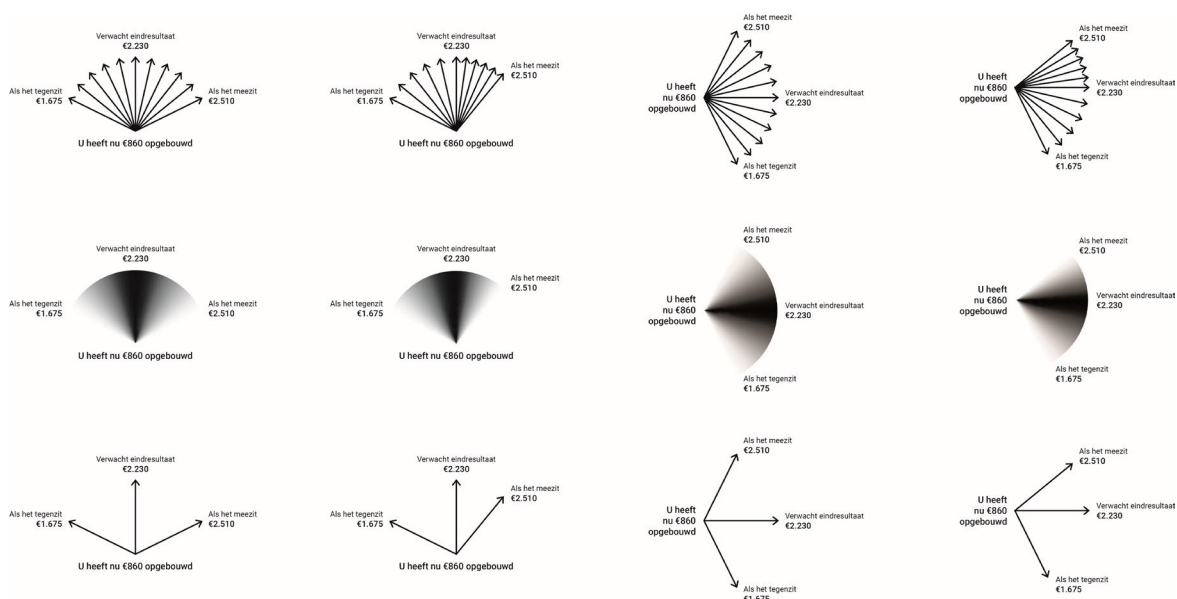 Verwacht eindresultaat
€2.230
Als het tegenzit
€1.675
Als het meezit
€2.510
U heeft nu €860 opgebouwd
Verwacht eindresultaat
€2.230
Als het meezit
€2.510
Als het tegenzit
€1.675
U heeft nu €860 opgebouwd
Als het meezit
€2.510
U heeft
nu €860
opgebouwd
Verwacht eindresultaat
€2.230
Als het tegenzit
€1.675
Als het meezit
€2.510
U heeft
nu €860
opgebouwd
Verwacht eindresultaat
€2.230
Als het tegenzit
€1.675
Verwacht eindresultaat
€2.230
Als het tegenzit
€1.675
Als het meezit
€2.510
U heeft nu €860 opgebouwd
Verwacht eindresultaat
€2.230
Als het meezit
€2.510
Als het tegenzit
€1.675
U heeft nu €860 opgebouwd
Als het meezit
€2.510
U heeft
nu €860
opgebouwd
Verwacht eindresultaat
€2.230
Als het tegenzit
€1.675
Als het meezit
€2.510
U heeft
nu €860
opgebouwd
Verwacht eindresultaat
€2.230
Als het tegenzit
€1.675
Verwacht eindresultaat
€2.230
Als het tegenzit
€1.675
Als het meezit
€2.510
U heeft nu €860 opgebouwd
Verwacht eindresultaat
€2.230
Als het meezit
€2.510
Als het tegenzit
€1.675
U heeft nu €860 opgebouwd
Als het meezit
€2.510
U heeft
nu €860
opgebouwd
Verwacht eindresultaat
€2.230
Als het tegenzit
€1.675
Als het meezit
€2.510
U heeft
nu €860
opgebouwd
Verwacht eindresultaat
€2.230
Als het tegenzit
€1.675